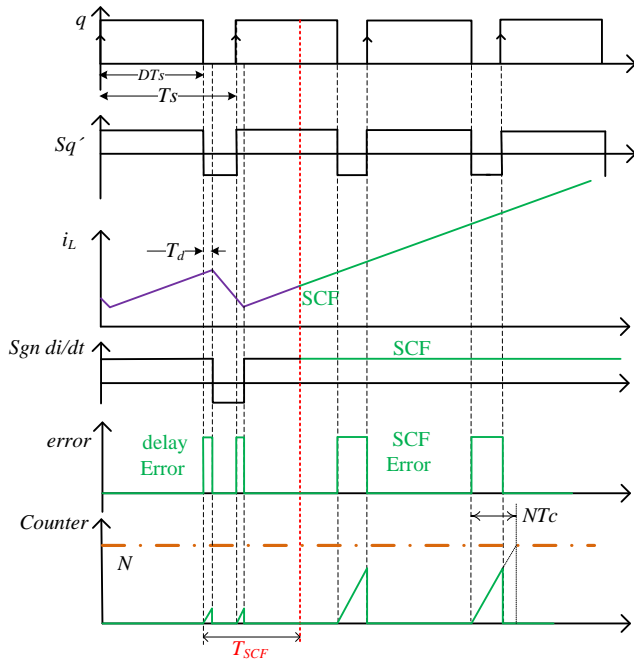 q
DTs
Ts
Sq´
i_L
T_d
SCF
Sgn di/dt
SCF
error
delay
Error
SCF
Error
Counter
NTc
N
T_SCF